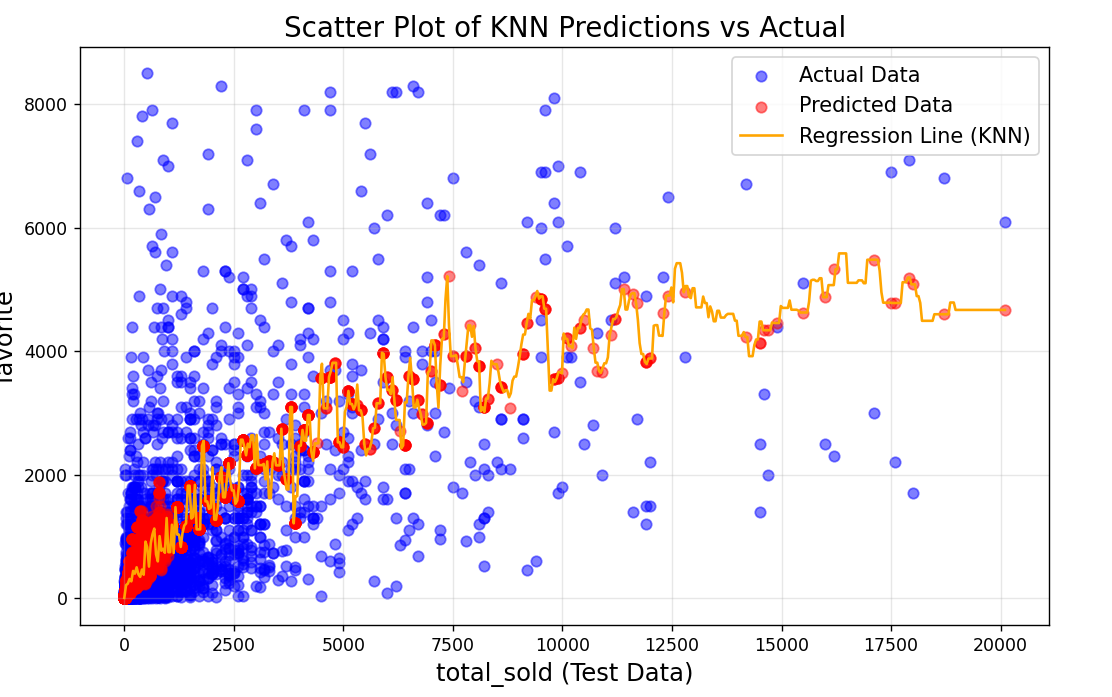 Scatter Plot of KNN Predictions vs Actual
Actual Data
Predicted Data
Regression Line (KNN)
favorite
8000
6000
4000
2000
0
0 2500 5000 7500 10000 12500 15000 17500 20000
total_sold (Test Data)